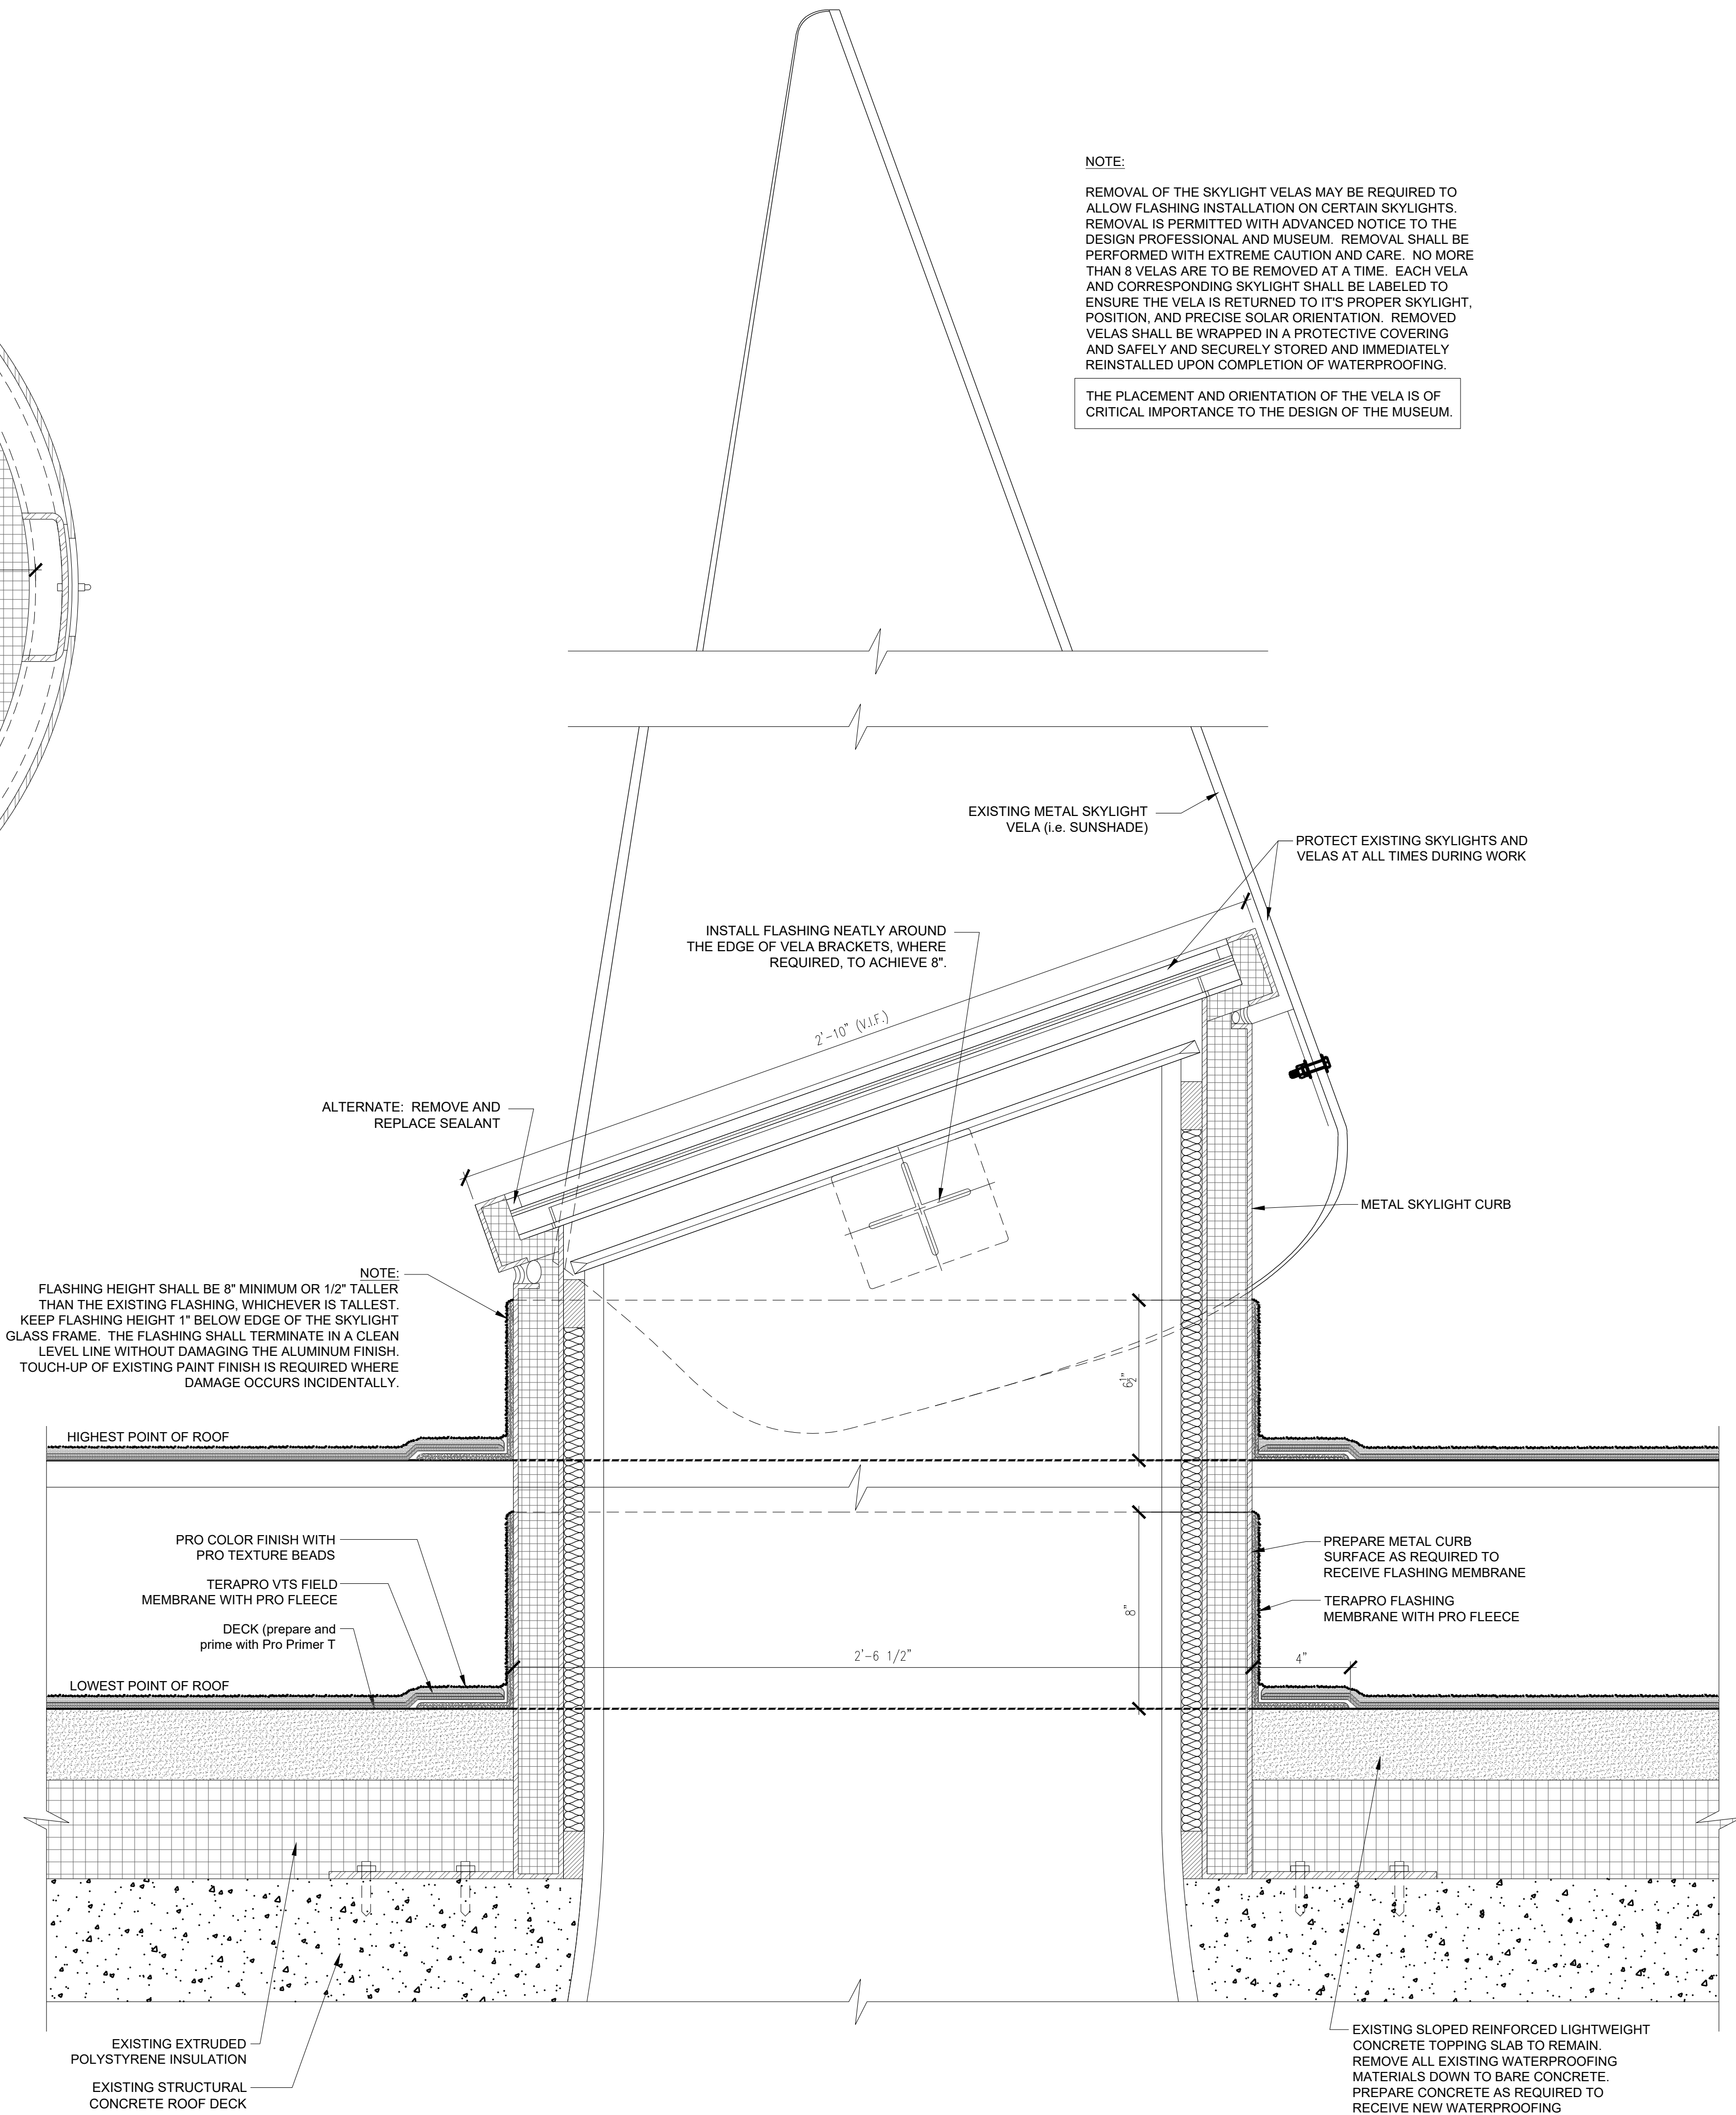 NOTE:
REMOVAL OF THE SKYLIGHT VELAS MAY BE REQUIRED TO
ALLOW FLASHING INSTALLATION ON CERTAIN SKYLIGHTS.
REMOVAL IS PERMITTED WITH ADVANCED NOTICE TO THE
DESIGN PROFESSIONAL AND MUSEUM.  REMOVAL SHALL BE
PERFORMED WITH EXTREME CAUTION AND CARE.  NO MORE
THAN 8 VELAS ARE TO BE REMOVED AT A TIME.  EACH VELA
AND CORRESPONDING SKYLIGHT SHALL BE LABELED TO
ENSURE THE VELA IS RETURNED TO IT'S PROPER SKYLIGHT,
POSITION, AND PRECISE SOLAR ORIENTATION.  REMOVED
VELAS SHALL BE WRAPPED IN A PROTECTIVE COVERING
AND SAFELY AND SECURELY STORED AND IMMEDIATELY
REINSTALLED UPON COMPLETION OF WATERPROOFING.
THE PLACEMENT AND ORIENTATION OF THE VELA IS OF
CRITICAL IMPORTANCE TO THE DESIGN OF THE MUSEUM.
EXISTING METAL SKYLIGHT
VELA (i.e. SUNSHADE)
PROTECT EXISTING SKYLIGHTS AND
VELAS AT ALL TIMES DURING WORK
INSTALL FLASHING NEATLY AROUND
THE EDGE OF VELA BRACKETS, WHERE
REQUIRED, TO ACHIEVE 8".
2'-10" (V.I.F.)
ALTERNATE:  REMOVE AND
REPLACE SEALANT
METAL SKYLIGHT CURB
NOTE:
FLASHING HEIGHT SHALL BE 8" MINIMUM OR 1/2" TALLER
THAN THE EXISTING FLASHING, WHICHEVER IS TALLEST.
KEEP FLASHING HEIGHT 1" BELOW EDGE OF THE SKYLIGHT
GLASS FRAME.  THE FLASHING SHALL TERMINATE IN A CLEAN
LEVEL LINE WITHOUT DAMAGING THE ALUMINUM FINISH.
TOUCH-UP OF EXISTING PAINT FINISH IS REQUIRED WHERE
DAMAGE OCCURS INCIDENTALLY.
6½"
HIGHEST POINT OF ROOF
PRO COLOR FINISH WITH
PRO TEXTURE BEADS
TERAPRO VTS FIELD
MEMBRANE WITH PRO FLEECE
DECK (prepare and
prime with Pro Primer T
PREPARE METAL CURB
SURFACE AS REQUIRED TO
RECEIVE FLASHING MEMBRANE
TERAPRO FLASHING
MEMBRANE WITH PRO FLEECE
8"
2'-6 1/2"
4"
LOWEST POINT OF ROOF
EXISTING EXTRUDED
POLYSTYRENE INSULATION
EXISTING STRUCTURAL
CONCRETE ROOF DECK
EXISTING SLOPED REINFORCED LIGHTWEIGHT
CONCRETE TOPPING SLAB TO REMAIN.
REMOVE ALL EXISTING WATERPROOFING
MATERIALS DOWN TO BARE CONCRETE.
PREPARE CONCRETE AS REQUIRED TO
RECEIVE NEW WATERPROOFING